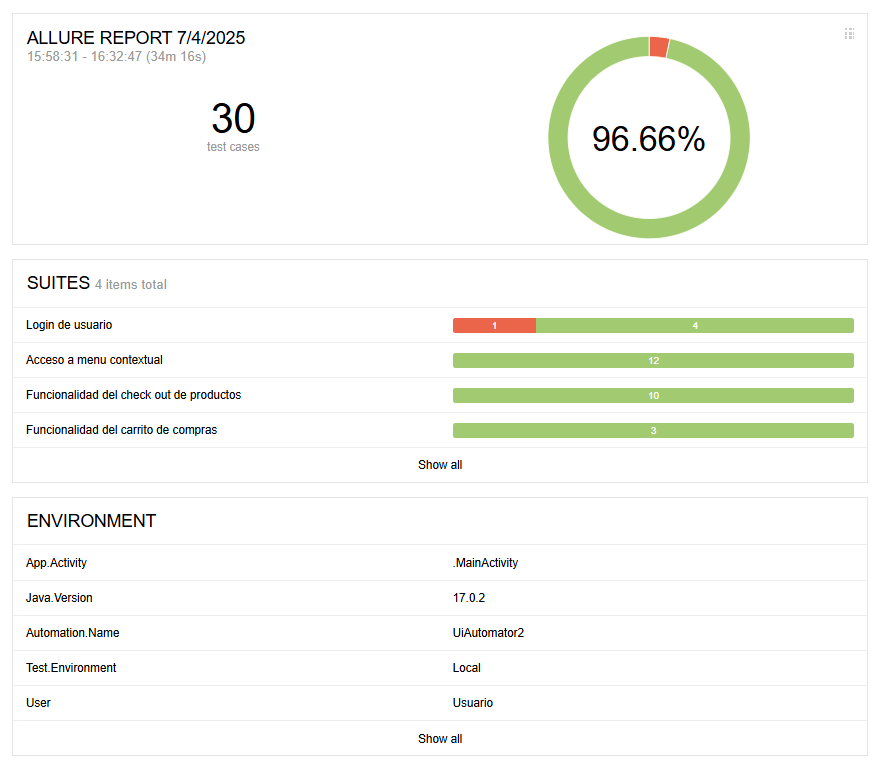 ALLURE REPORT 7/4/2025
15:58:31 - 16:32:47 (34m 16s)
30
test cases
96.66%
SUITES 4 items total
Login de usuario 1 4
Acceso a menu contextual 12
Funcionalidad del check out de productos 10
Funcionalidad del carrito de compras 3
Show all
ENVIRONMENT
App.Activity .MainActivity
Java.Version 17.0.2
Automation.Name UiAutomator2
Test.Environment Local
User Usuario
Show all